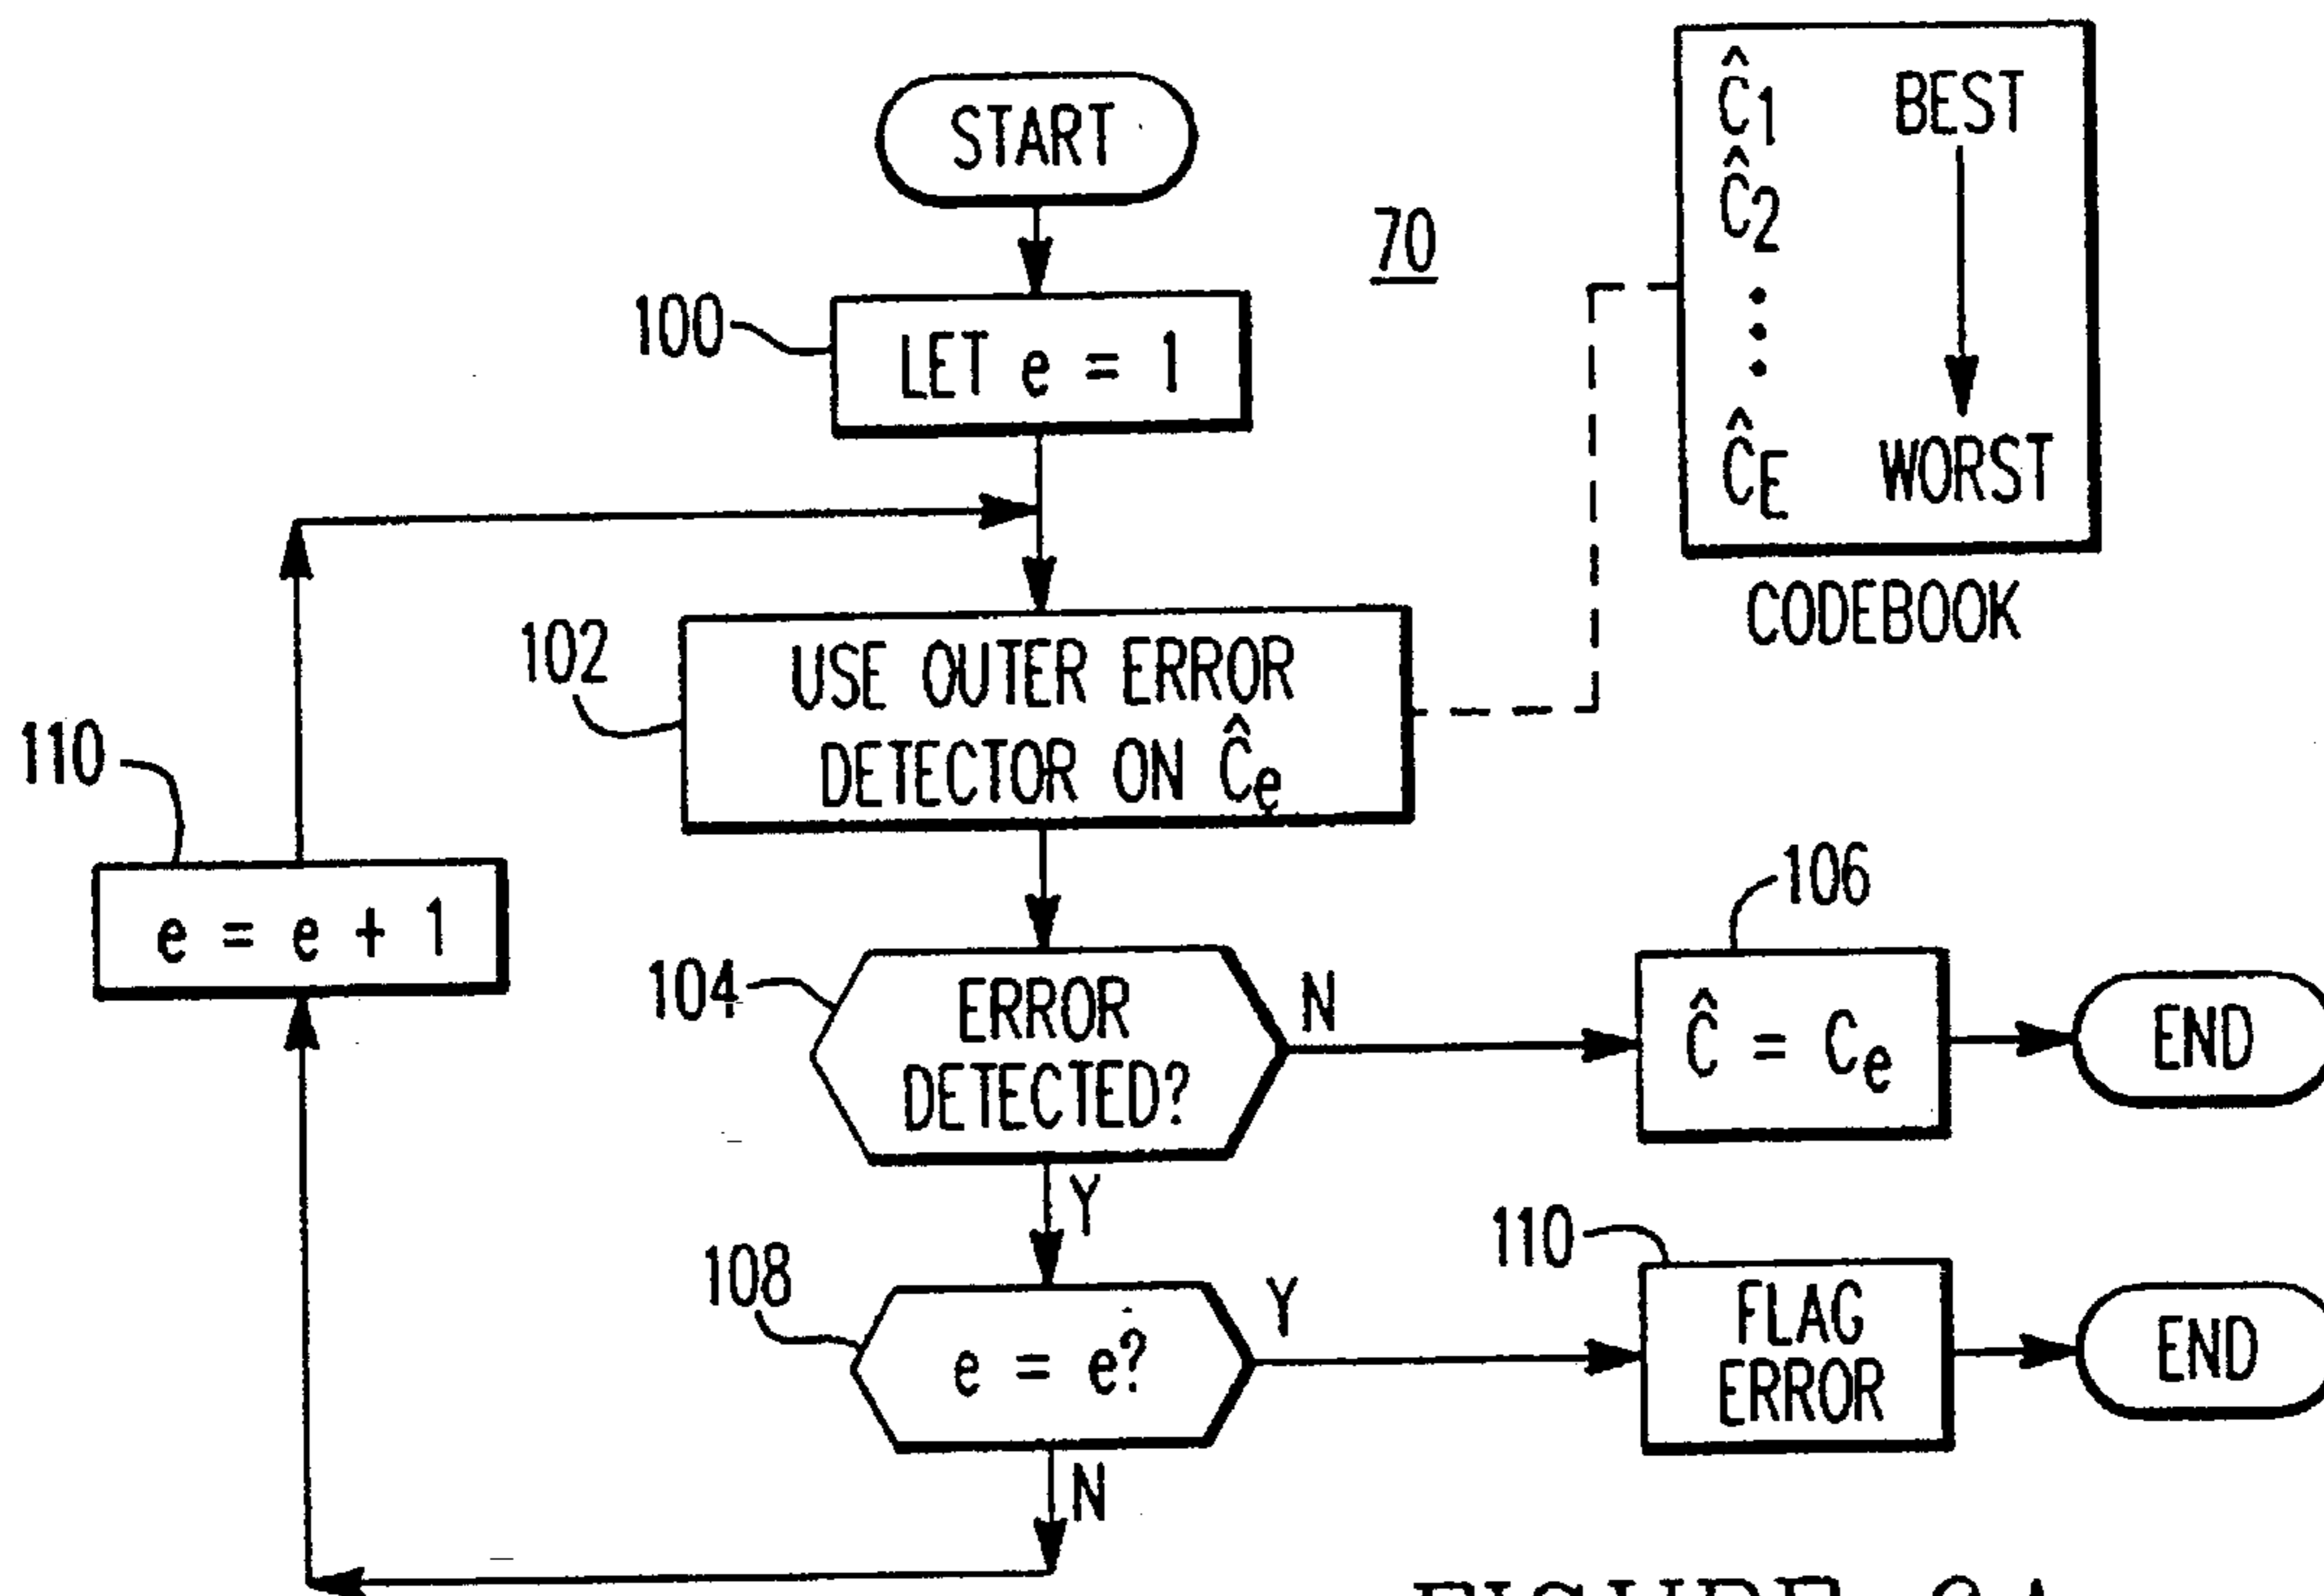 START
70
100
LET e = 1
Ĉ1 BEST
Ĉ2
ĈE WORST
CODEBOOK
102
USE OUTER ERROR
DETECTOR ON Ĉe
110
e = e + 1
104
ERROR
DETECTED?
N
106
Ĉ = Ce
END
Y
108
e = e?
Y
110
FLAG
ERROR
END
N